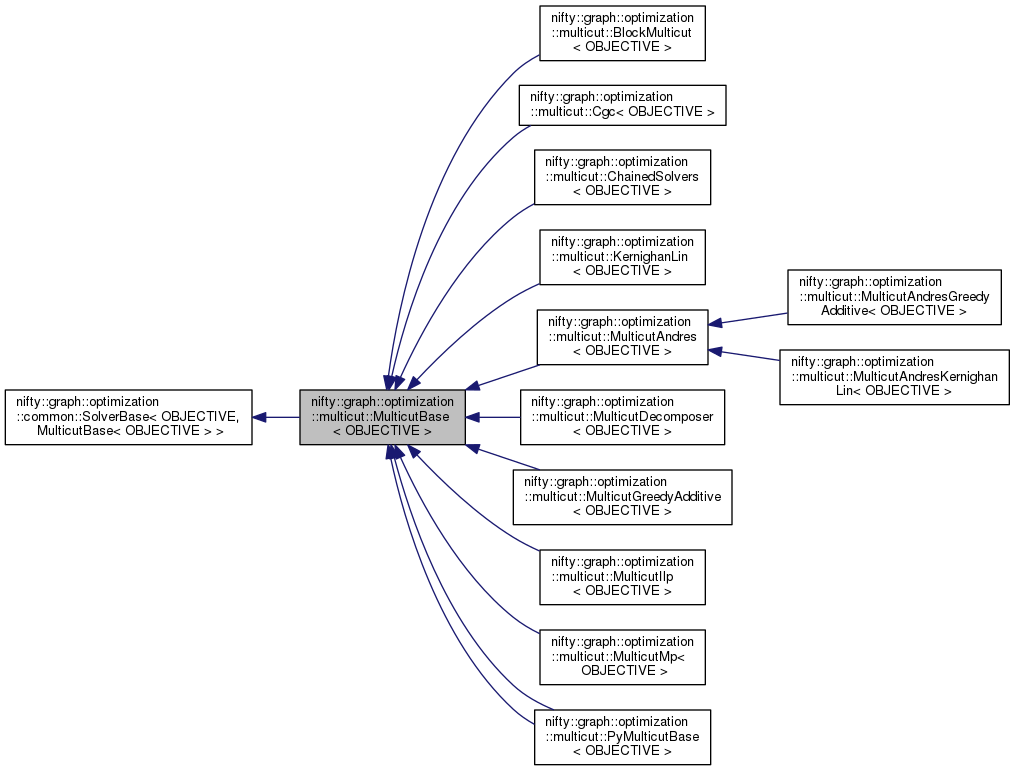 nifty::graph::optimization
::multicut::BlockMulticut
< OBJECTIVE >
nifty::graph::optimization
::multicut::Cgc< OBJECTIVE >
nifty::graph::optimization
::multicut::ChainedSolvers
< OBJECTIVE >
nifty::graph::optimization
::multicut::KernighanLin
< OBJECTIVE >
nifty::graph::optimization
::multicut::MulticutAndres
< OBJECTIVE >
nifty::graph::optimization
::multicut::MulticutAndresGreedy
Additive< OBJECTIVE >
nifty::graph::optimization
::multicut::MulticutAndresKernighan
Lin< OBJECTIVE >
nifty::graph::optimization
::common::SolverBase< OBJECTIVE,
MulticutBase< OBJECTIVE > >
nifty::graph::optimization
::multicut::MulticutBase
< OBJECTIVE >
nifty::graph::optimization
::multicut::MulticutDecomposer
< OBJECTIVE >
nifty::graph::optimization
::multicut::MulticutGreedyAdditive
< OBJECTIVE >
nifty::graph::optimization
::multicut::MulticutIlp
< OBJECTIVE >
nifty::graph::optimization
::multicut::MulticutMp<
OBJECTIVE >
nifty::graph::optimization
::multicut::PyMulticutBase
< OBJECTIVE >